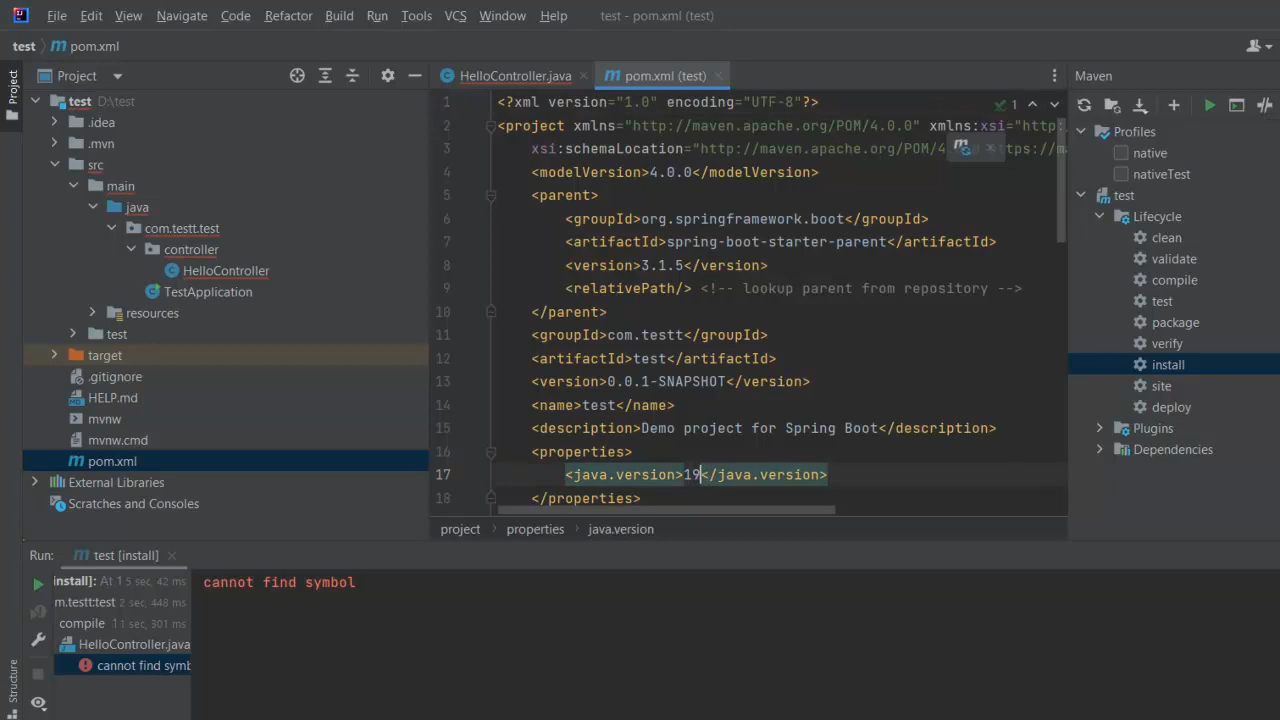 File Edit View Navigate Code Refactor Build Run Tools VCS Window Help test - pom.xml (test)
test pom.xml
Project
HelloController.java
pom.xml (test)
Maven
Project
test D:\test
.idea
.mvn
src
main
java
com.testt.test
controller
HelloController
TestApplication
resources
test
target
.gitignore
HELP.md
mvnw
mvnw.cmd
pom.xml
External Libraries
Scratches and Consoles
1 <?xml version="1.0" encoding="UTF-8"?>
1
2 <project xmlns="http://maven.apache.org/POM/4.0.0" xmlns:xsi="http:
3 xsi:schemaLocation="http://maven.apache.org/POM/4. https://ma
4 <modelVersion>4.0.0</modelVersion>
5 <parent>
6 <groupId>org.springframework.boot</groupId>
7 <artifactId>spring-boot-starter-parent</artifactId>
8 <version>3.1.5</version>
9 <relativePath/> <!-- lookup parent from repository -->
10 </parent>
11 <groupId>com.testt</groupId>
12 <artifactId>test</artifactId>
13 <version>0.0.1-SNAPSHOT</version>
14 <name>test</name>
15 <description>Demo project for Spring Boot</description>
16 <properties>
17 <java.version>19</java.version>
18 </properties>
project properties java.version
Profiles
native
nativeTest
test
Lifecycle
clean
validate
compile
test
package
verify
install
site
deploy
Plugins
Dependencies
Run: test [install]
install]: At 1 5 sec, 42 ms
m.testt:test 2 sec, 448 ms
compile 1 1 sec, 301 ms
HelloController.java
cannot find symb
cannot find symbol
Structure